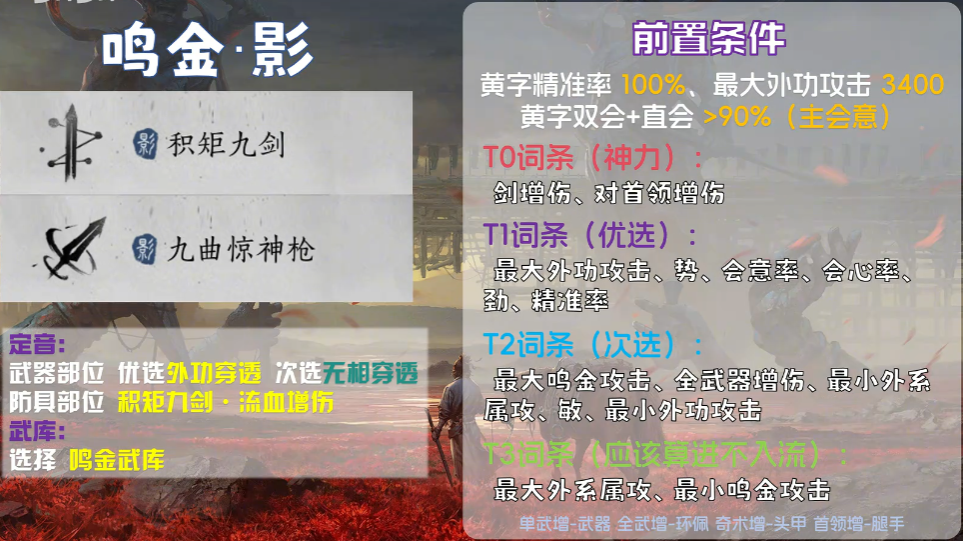 鸣金·影
影 积矩九剑
影 九曲惊神枪
定音:
武器部位 优选外功穿透 次选无相穿透
防具部位 积矩九剑·流血增伤
武库:
选择 鸣金武库
前置条件
黄字精准率 100%、最大外功攻击 3400
黄字双会+直会 >90%（主会意）
T0词条（神力）:
剑增伤、对首领增伤
T1词条（优选）:
最大外功攻击、势、会意率、会心率、
劲、精准率
T2词条（次选）:
最大鸣金攻击、全武器增伤、最小外系
属攻、敏、最小外功攻击
T3词条（应该算进不入流）:
最大外系属攻、最小鸣金攻击
单武增-武器 全武增-环佩 奇术增-头甲 首领增-腿手